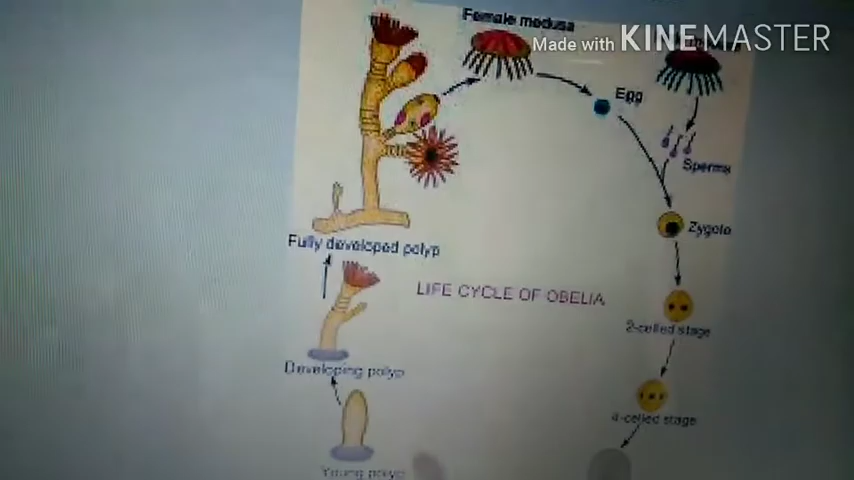 Female medusa
Made with KINEMASTER
Egg
Sperms
Zygote
Fully developed polyp
LIFE CYCLE OF OBELIA
2-celled stage
Developing polyp
4-celled stage
Young polyp